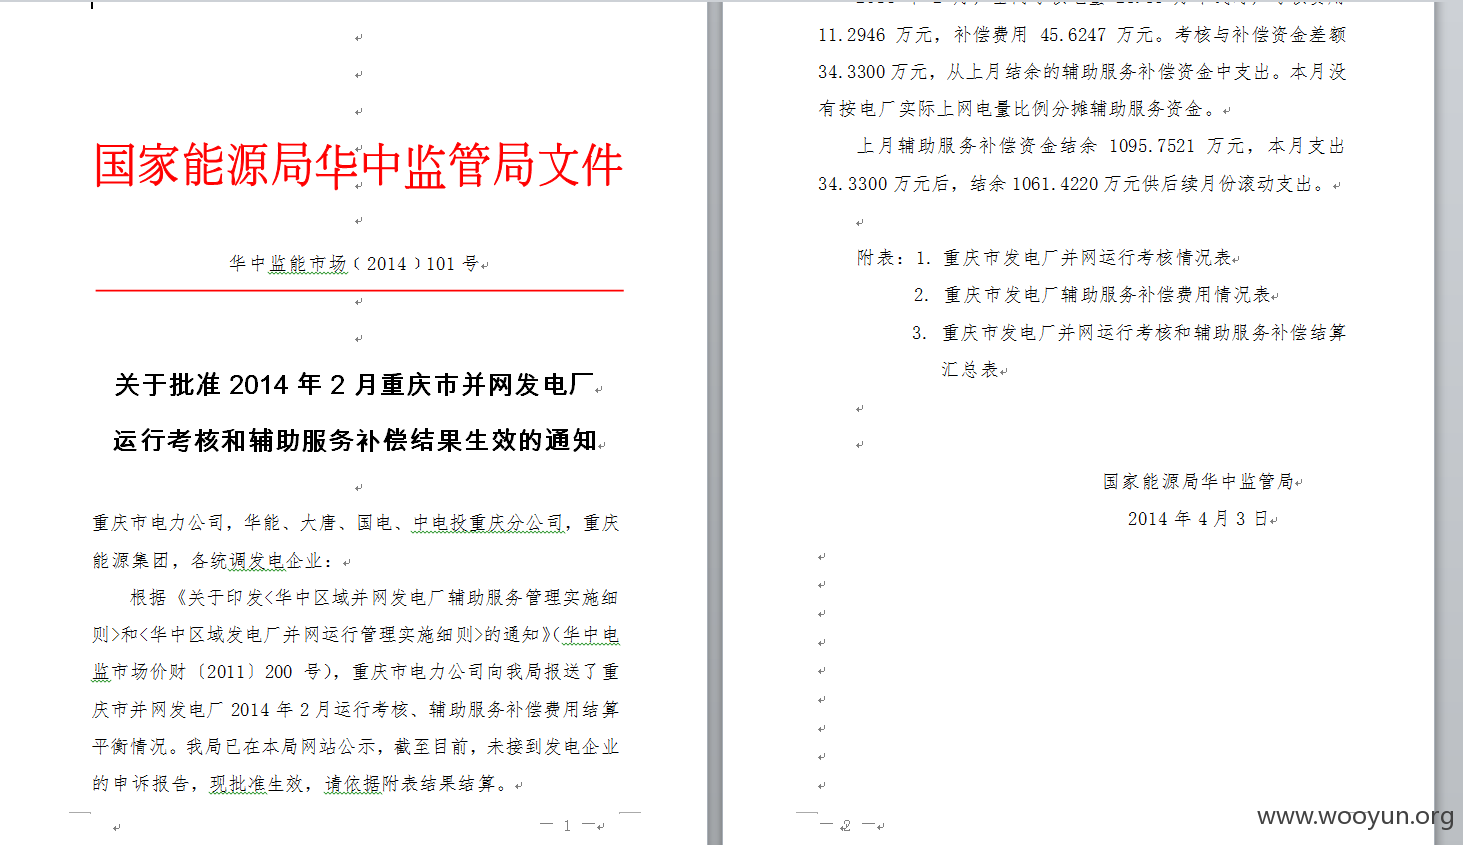 国家能源局华中监管局文件
华中监能市场﹝2014﹞101 号
关于批准 2014 年 2 月重庆市并网发电厂
运行考核和辅助服务补偿结果生效的通知
重庆市电力公司，华能、大唐、国电、中电投重庆分公司，重庆
能源集团，各统调发电企业：
根据《关于印发<华中区域并网发电厂辅助服务管理实施细
则>和<华中区域发电厂并网运行管理实施细则>的通知》（华中电
监市场价财〔2011〕200 号），重庆市电力公司向我局报送了重
庆市并网发电厂 2014 年 2 月运行考核、辅助服务补偿费用结算
平衡情况。我局已在本局网站公示，截至目前，未接到发电企业
的申诉报告，现批准生效，请依据附表结果结算。
— 1 —
11.2946 万元，补偿费用 45.6247 万元。考核与补偿资金差额
34.3300 万元，从上月结余的辅助服务补偿资金中支出。本月没
有按电厂实际上网电量比例分摊辅助服务资金。
上月辅助服务补偿资金结余 1095.7521 万元，本月支出
34.3300 万元后，结余 1061.4220 万元供后续月份滚动支出。
附表：1. 重庆市发电厂并网运行考核情况表
2. 重庆市发电厂辅助服务补偿费用情况表
3. 重庆市发电厂并网运行考核和辅助服务补偿结算
汇总表
国家能源局华中监管局
2014 年 4 月 3 日
— 2 —
www.wooyun.org